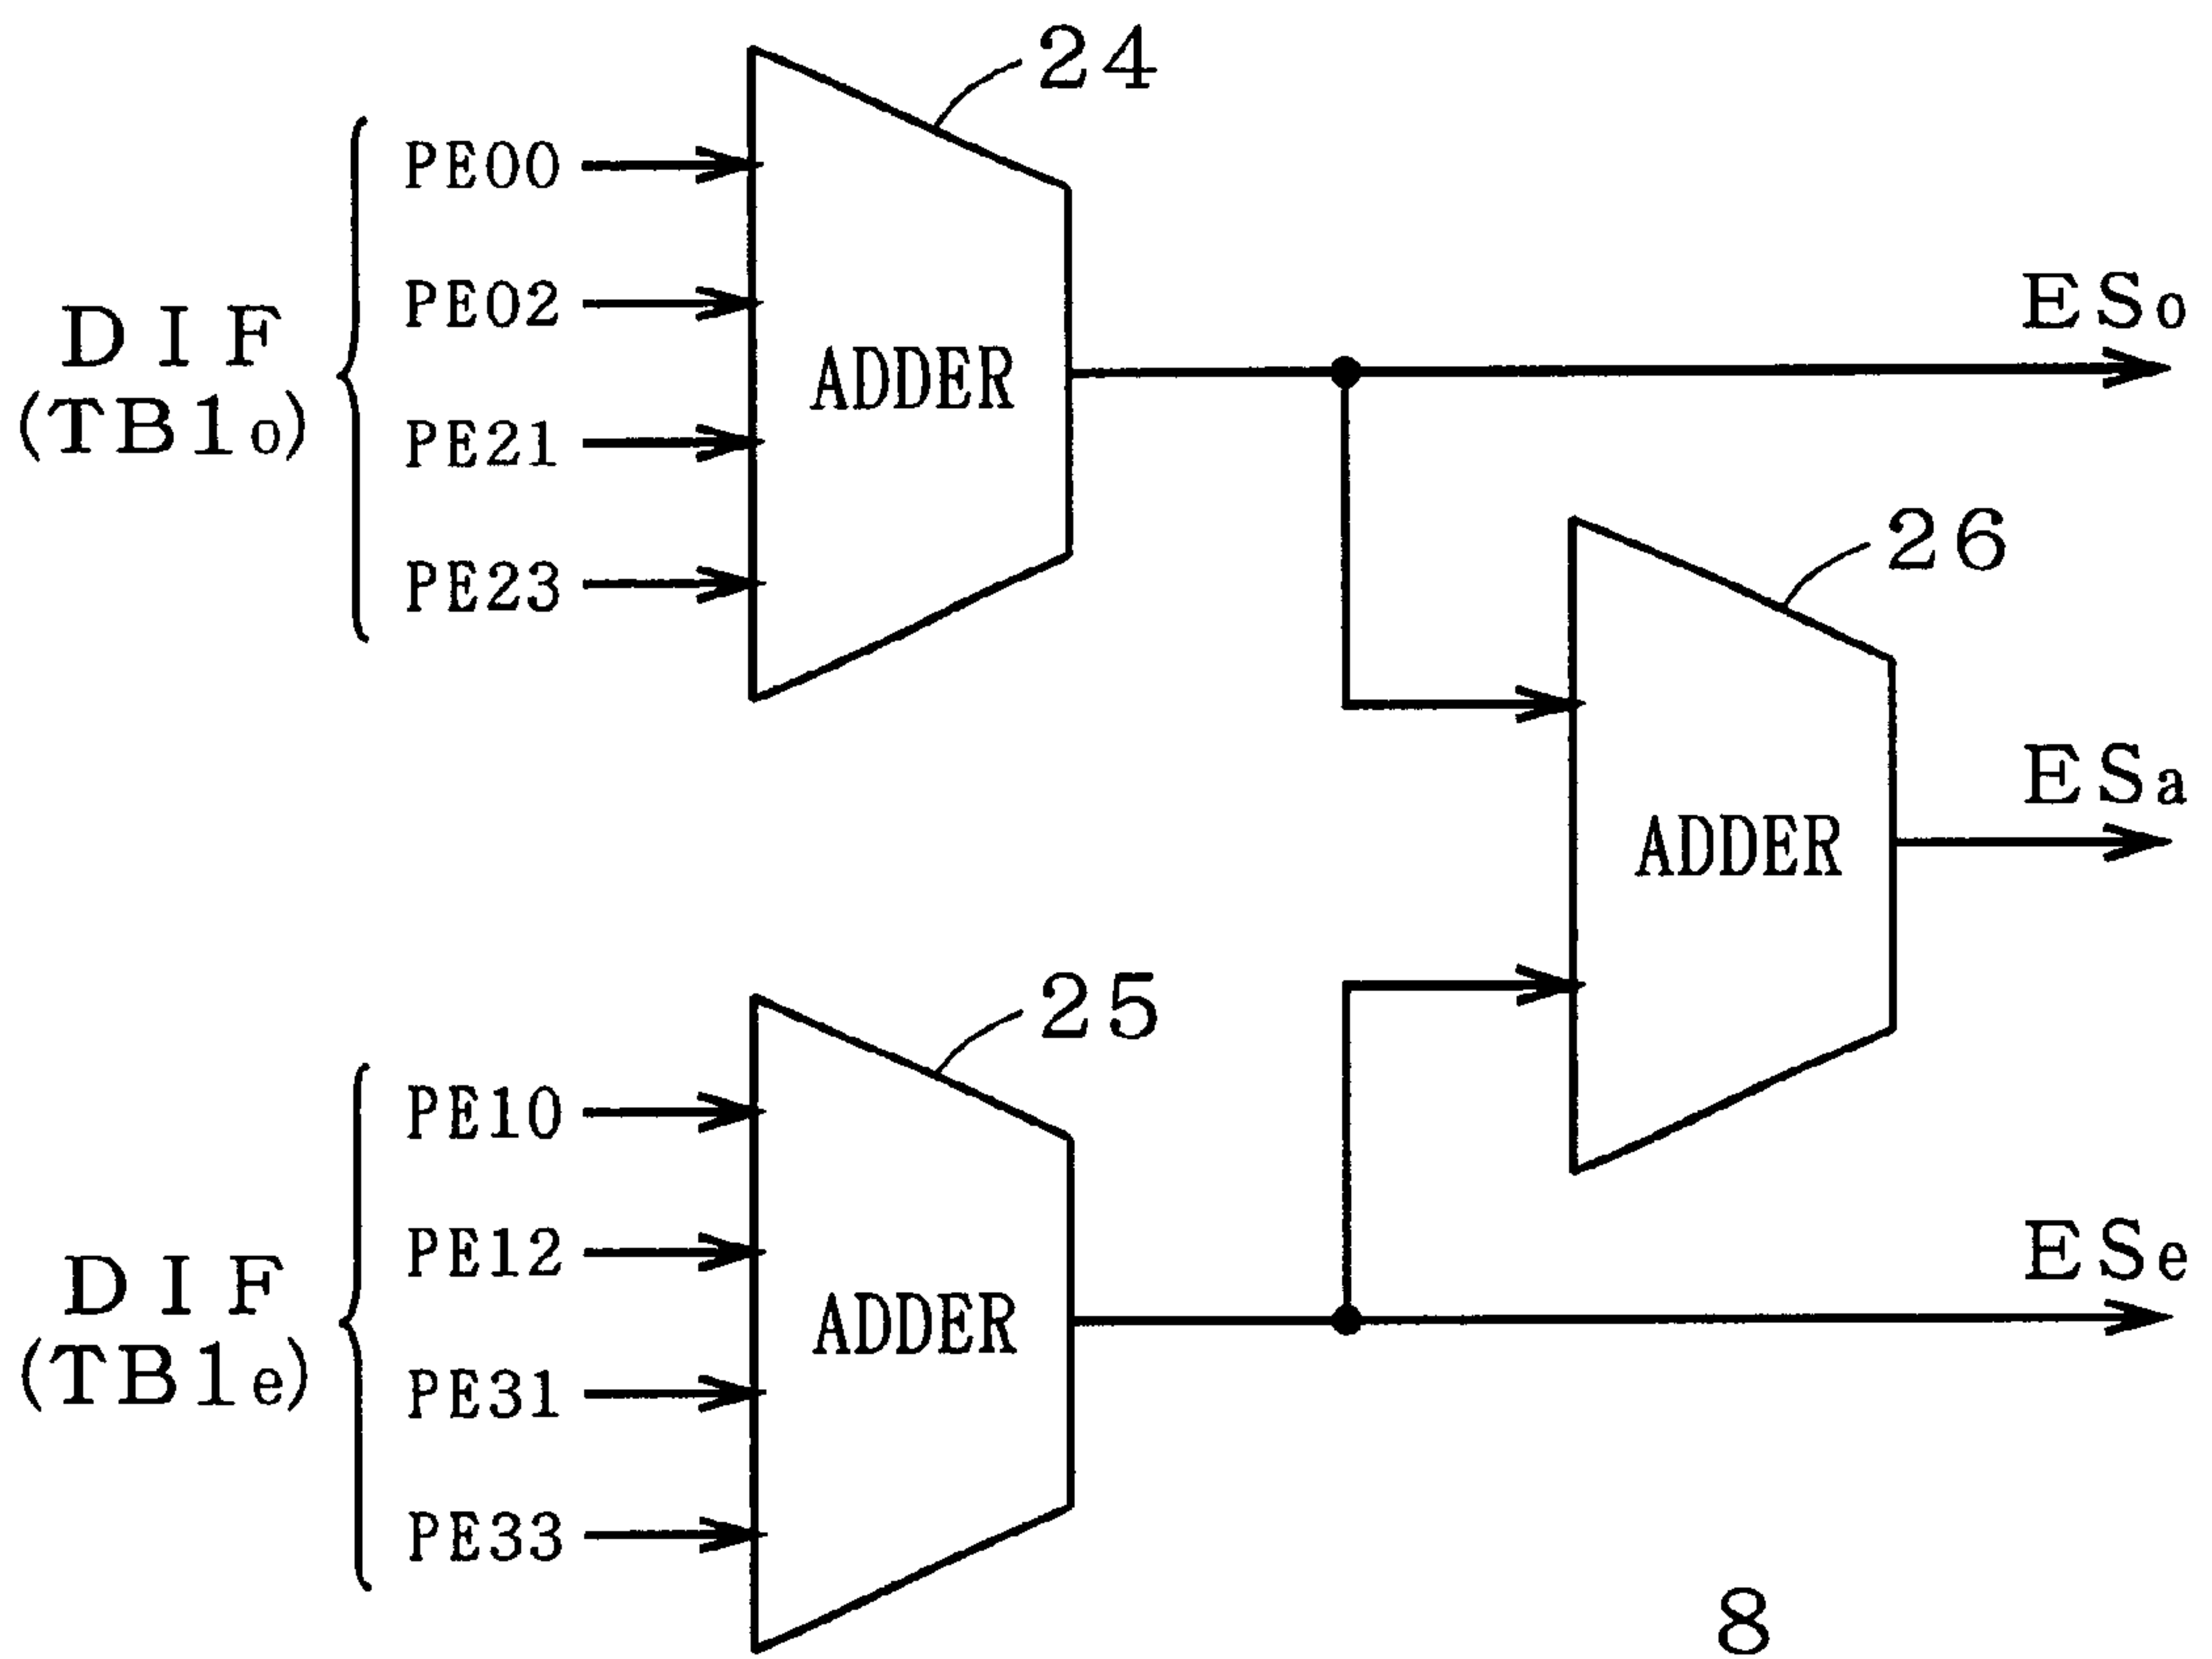 24
PE00
PE02
PE21
PE23
DIF
(TB1o)
ADDER
ESo
26
ADDER
ESa
25
PE10
PE12
PE31
PE33
DIF
(TB1e)
ADDER
ESe
8